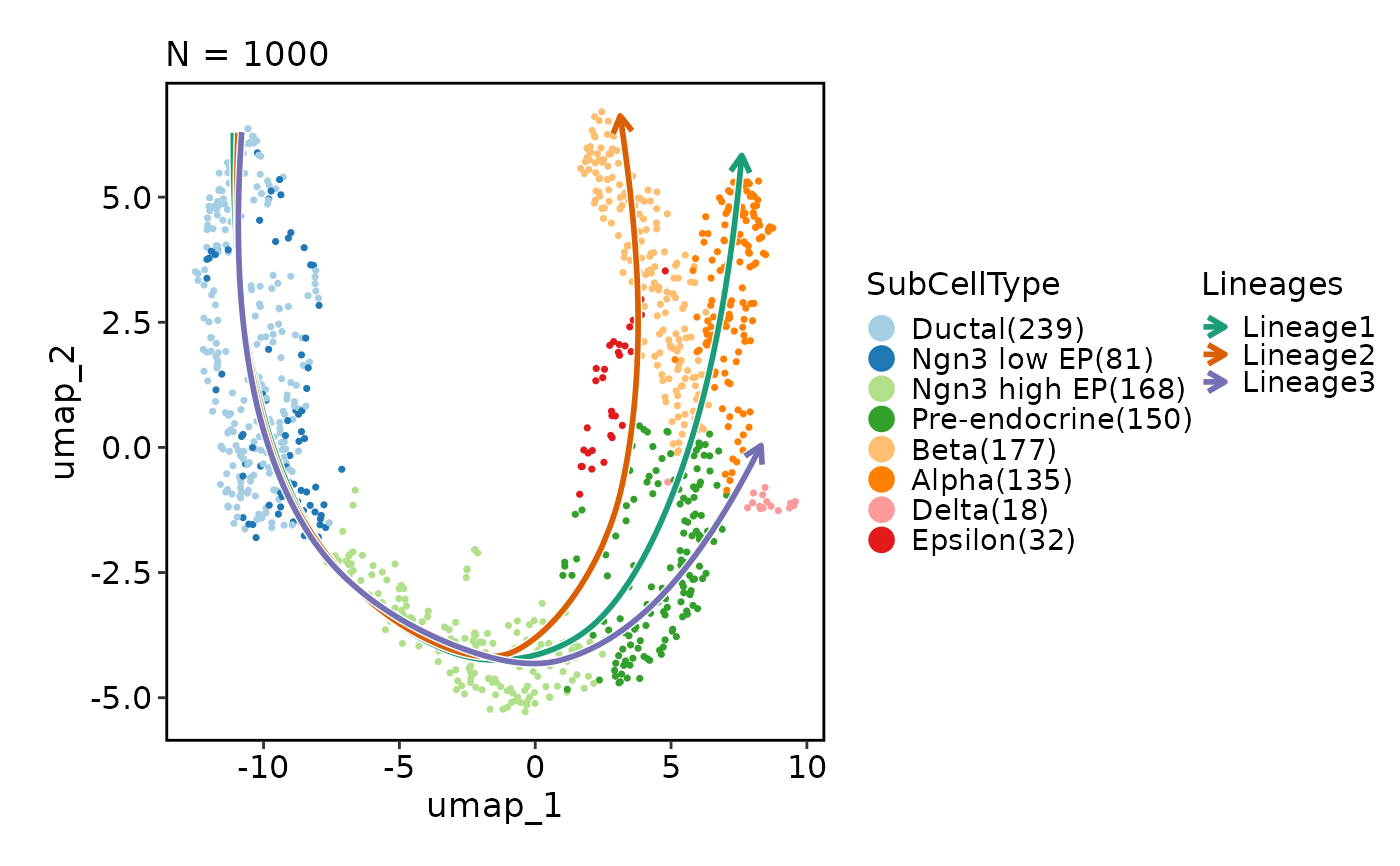 N = 1000
umap_2
5.0
2.5
0.0
-2.5
-5.0
-10
-5
0
5
10
umap_1
SubCellType
Ductal(239)
Ngn3 low EP(81)
Ngn3 high EP(168)
Pre-endocrine(150)
Beta(177)
Alpha(135)
Delta(18)
Epsilon(32)
Lineages
Lineage1
Lineage2
Lineage3